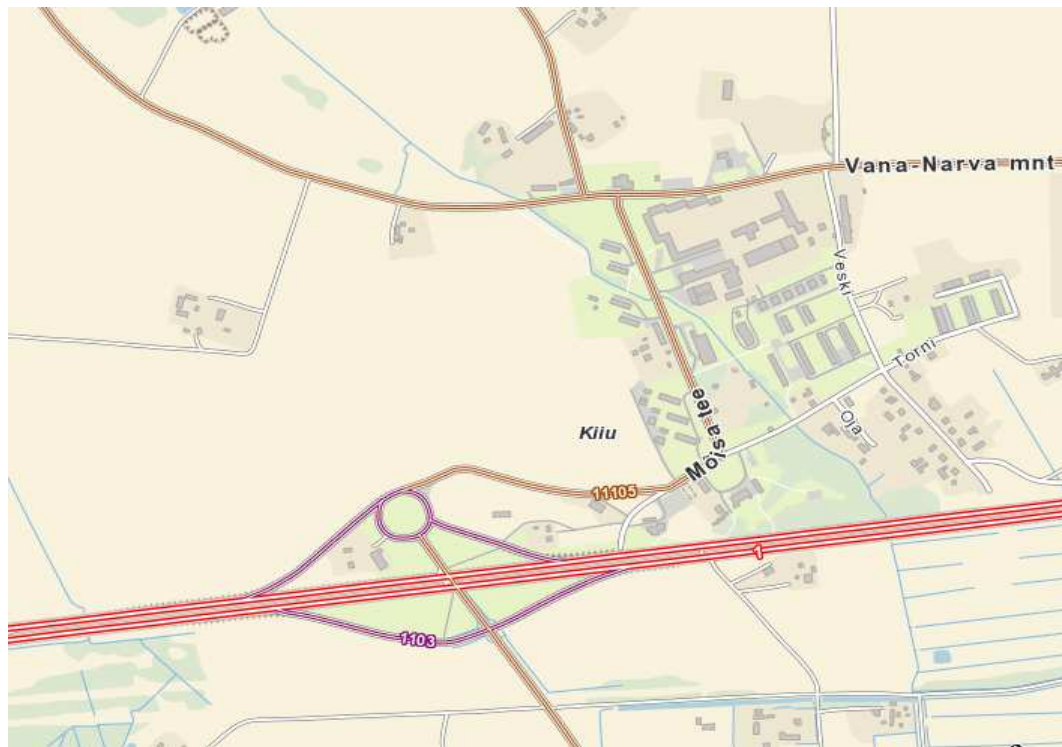 Vana-Narva mnt
Veski
Torni
Oja
Mõisa tee
Kiiu
11105
1
1103